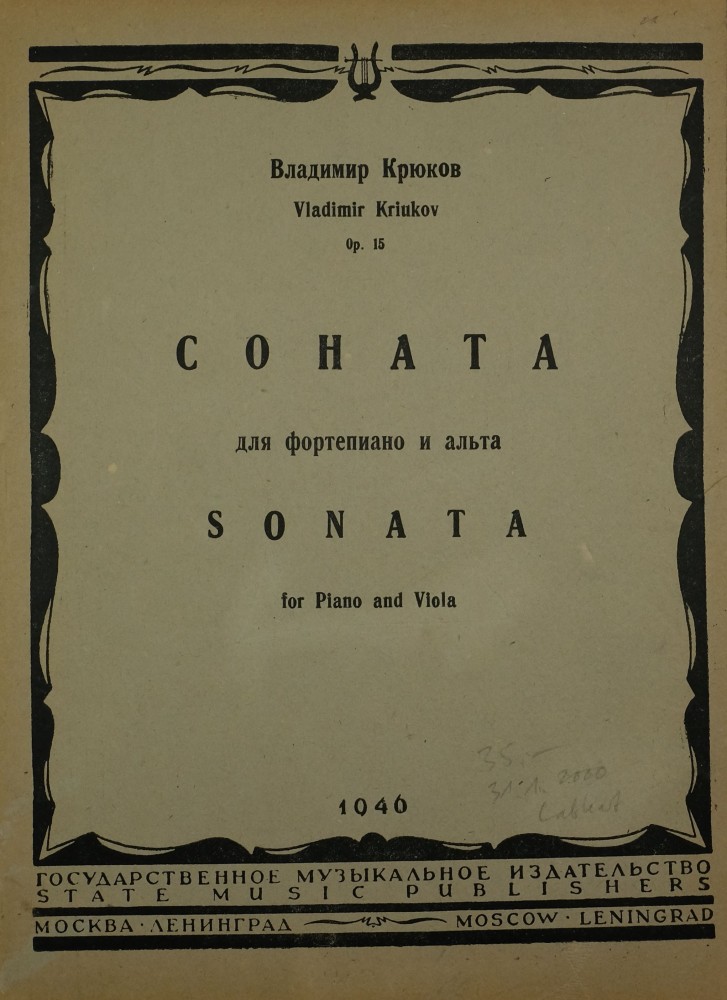 Владимир Крюков
Vladimir Kriukov
Op. 15
СОНАТА
для фортепиано и альта
SONATA
for Piano and Viola
35.-
2000
1946
ГОСУДАРСТВЕННОЕ МУЗЫКАЛЬНОЕ ИЗДАТЕЛЬСТВО
STATE MUSIC PUBLISHERS
МОСКВА · ЛЕНИНГРАД MOSCOW · LENINGRAD